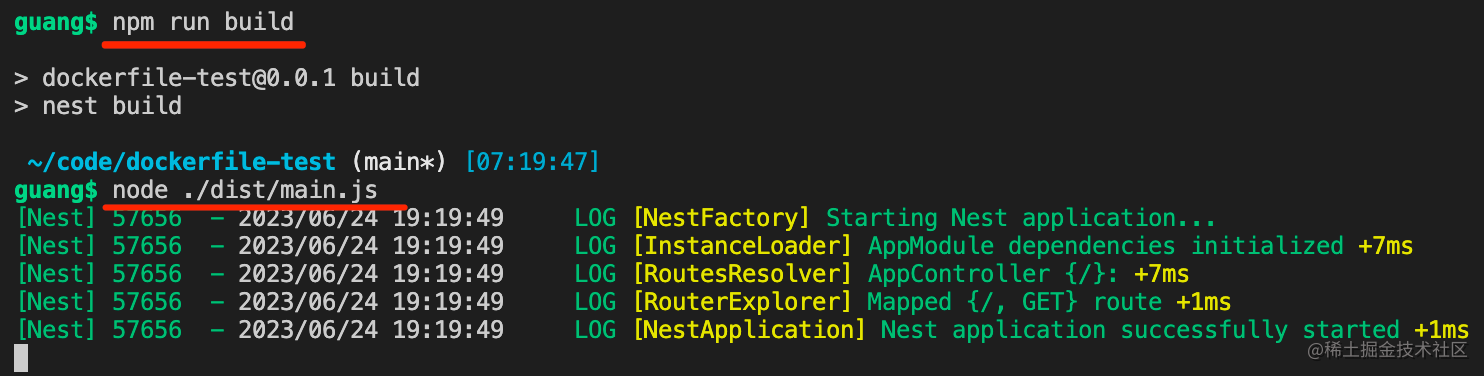 guang$ npm run build
> dockerfile-test@0.0.1 build
> nest build
~/code/dockerfile-test (main*) [07:19:47]
guang$ node ./dist/main.js
[Nest] 57656  - 2023/06/24 19:19:49     LOG [NestFactory] Starting Nest application...
[Nest] 57656  - 2023/06/24 19:19:49     LOG [InstanceLoader] AppModule dependencies initialized +7ms
[Nest] 57656  - 2023/06/24 19:19:49     LOG [RoutesResolver] AppController {/}: +7ms
[Nest] 57656  - 2023/06/24 19:19:49     LOG [RouterExplorer] Mapped {/, GET} route +1ms
[Nest] 57656  - 2023/06/24 19:19:49     LOG [NestApplication] Nest application successfully started +1ms
@稀土掘金技术社区